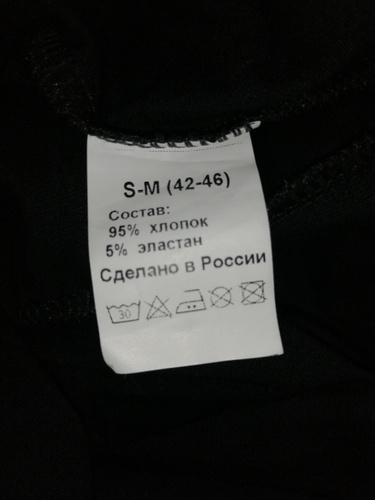 S-M (42-46)
Состав:
95% хлопок
5% эластан
Сделано в России
30